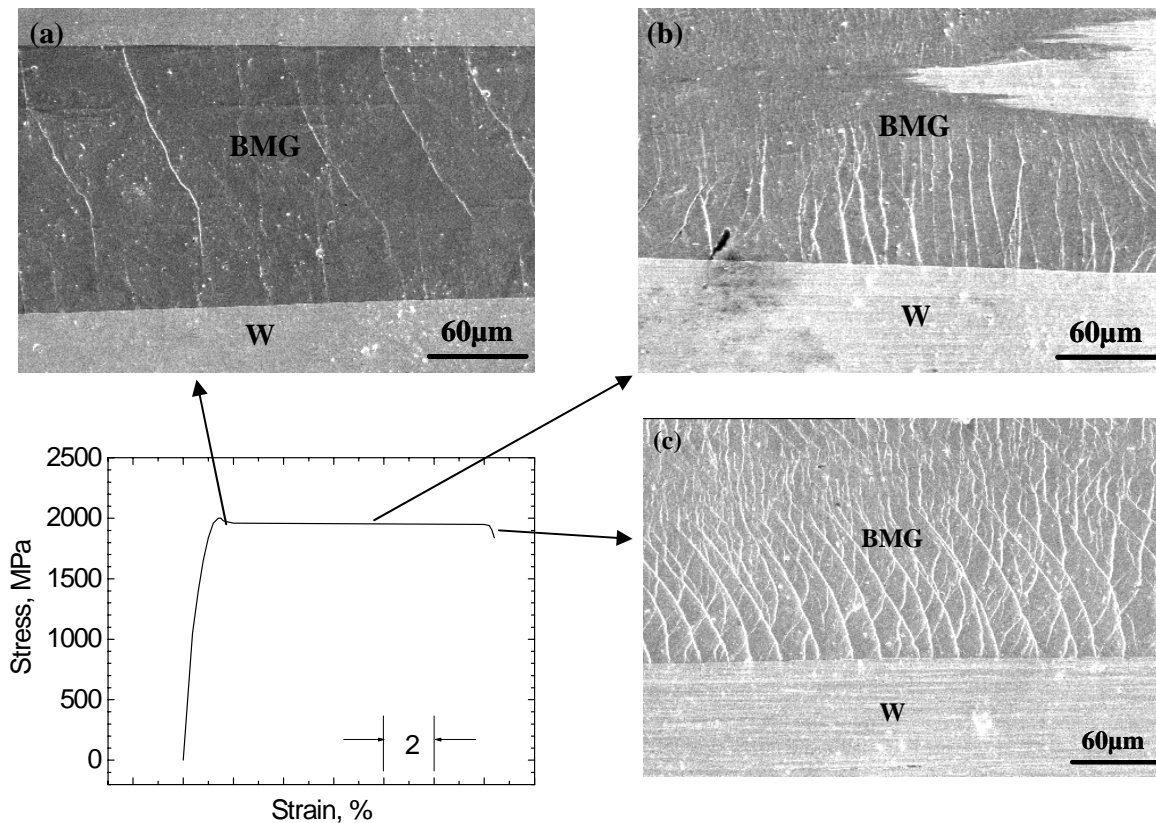 (a)
BMG
W
60μm
(b)
BMG
W
60μm
(c)
BMG
W
60μm
2500
2000
1500
1000
500
0
Stress, MPa
2
Strain, %